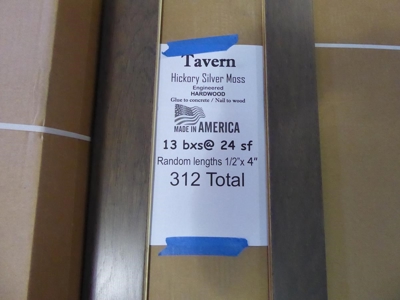 Tavern
Hickory Silver Moss
Engineered
HARDWOOD
Glue to concrete / Nail to wood
MADE IN AMERICA
13 bxs@ 24 sf
Random lengths 1/2"x 4"
312 Total